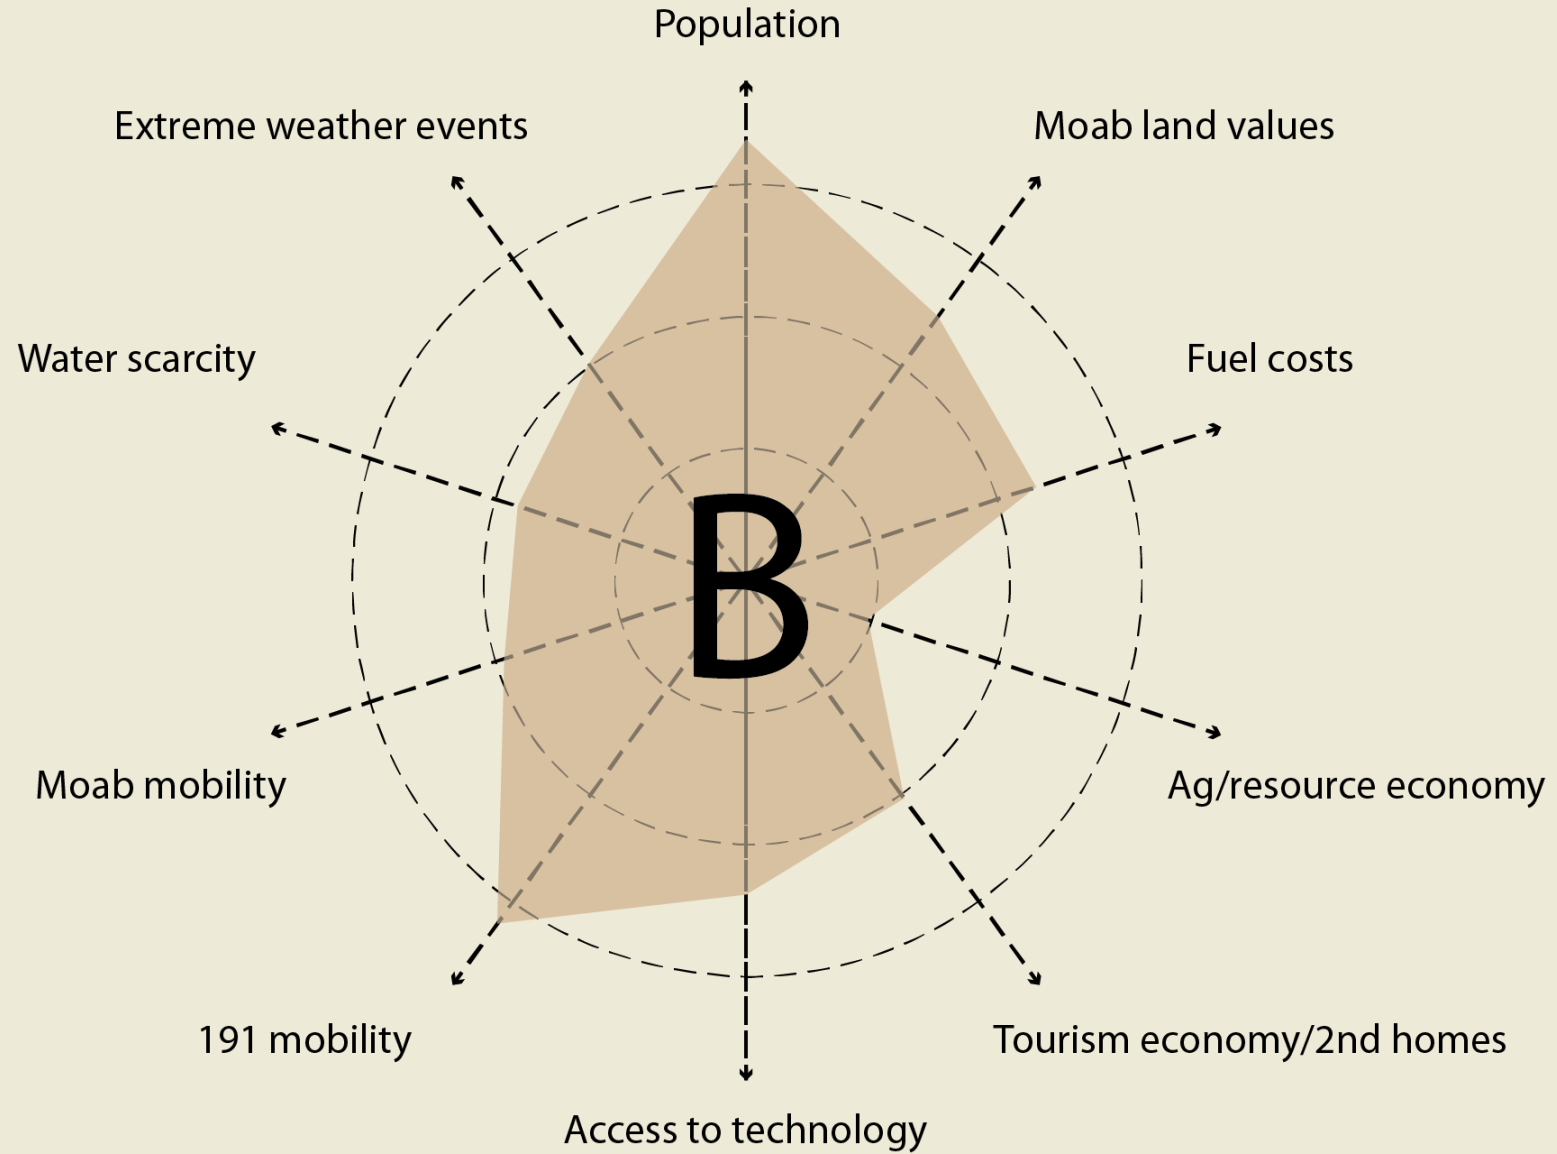 Population
Extreme weather events
Moab land values
Water scarcity
Fuel costs
B
Moab mobility
Ag/resource economy
191 mobility
Tourism economy/2nd homes
Access to technology